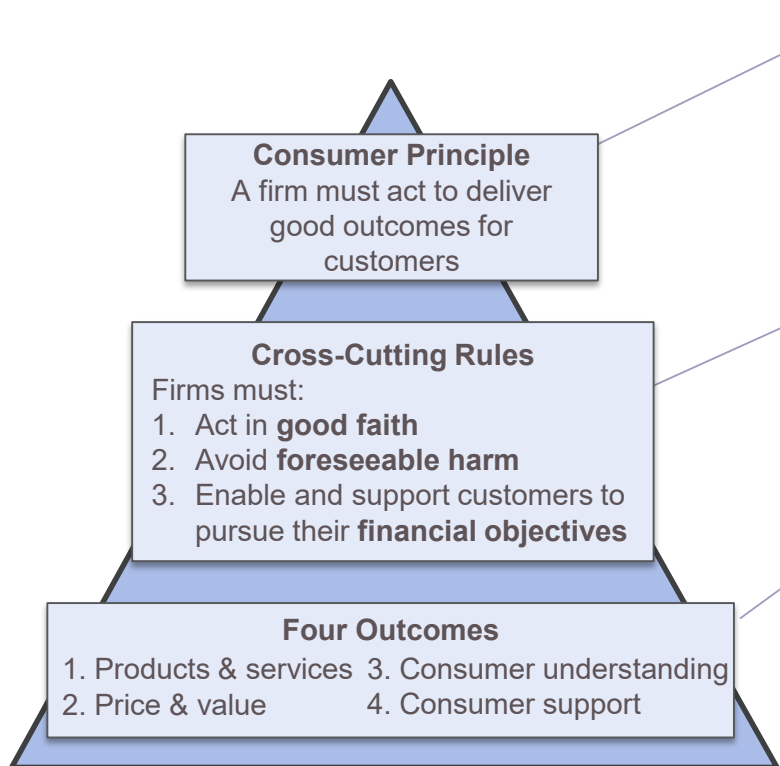 Consumer Principle
A firm must act to deliver
good outcomes for
customers
Cross-Cutting Rules
Firms must:
1. Act in good faith
2. Avoid foreseeable harm
3. Enable and support customers to
pursue their financial objectives
Four Outcomes
1. Products & services 3. Consumer understanding
2. Price & value 4. Consumer support